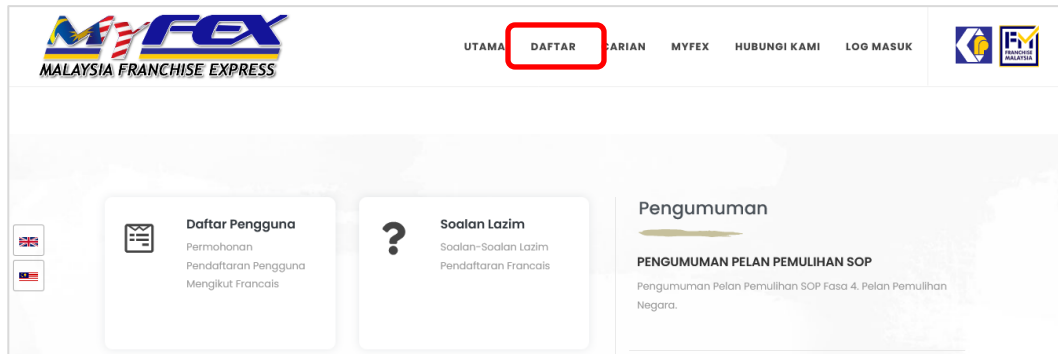 MYFEX
MALAYSIA FRANCHISE EXPRESS
UTAMA DAFTAR CARIAN MYFEX HUBUNGI KAMI LOG MASUK
FM
FRANCHISE
MALAYSIA
Daftar Pengguna
Permohonan
Pendaftaran Pengguna
Mengikut Francais
?
Soalan Lazim
Soalan-Soalan Lazim
Pendaftaran Francais
Pengumuman
PENGUMUMAN PELAN PEMULIHAN SOP
Pengumuman Pelan Pemulihan SOP Fasa 4. Pelan Pemulihan
Negara.